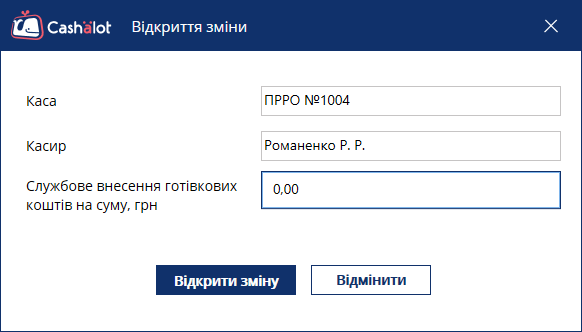 Cashälot Відкриття зміни
Каса ПРРО №1004
Касир Романенко Р. Р.
Службове внесення готівкових
коштів на суму, грн 0,00
Відкрити зміну Відмінити